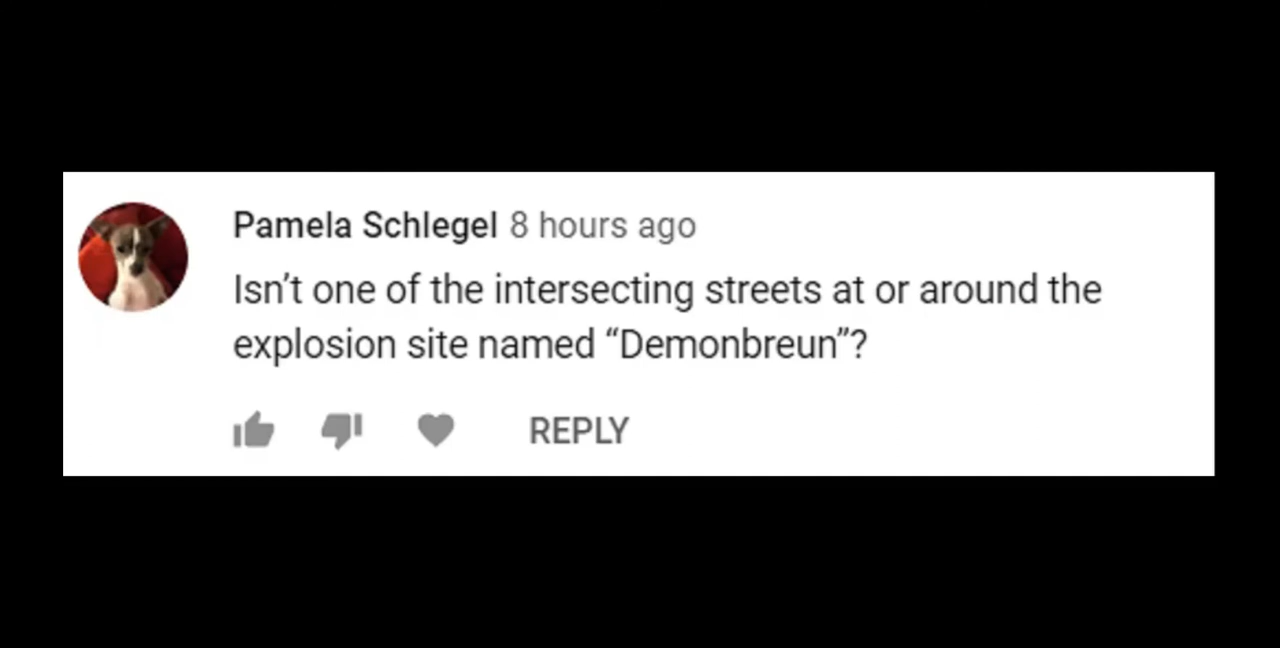 Pamela Schlegel 8 hours ago
Isn’t one of the intersecting streets at or around the
explosion site named “Demonbreun”?
REPLY